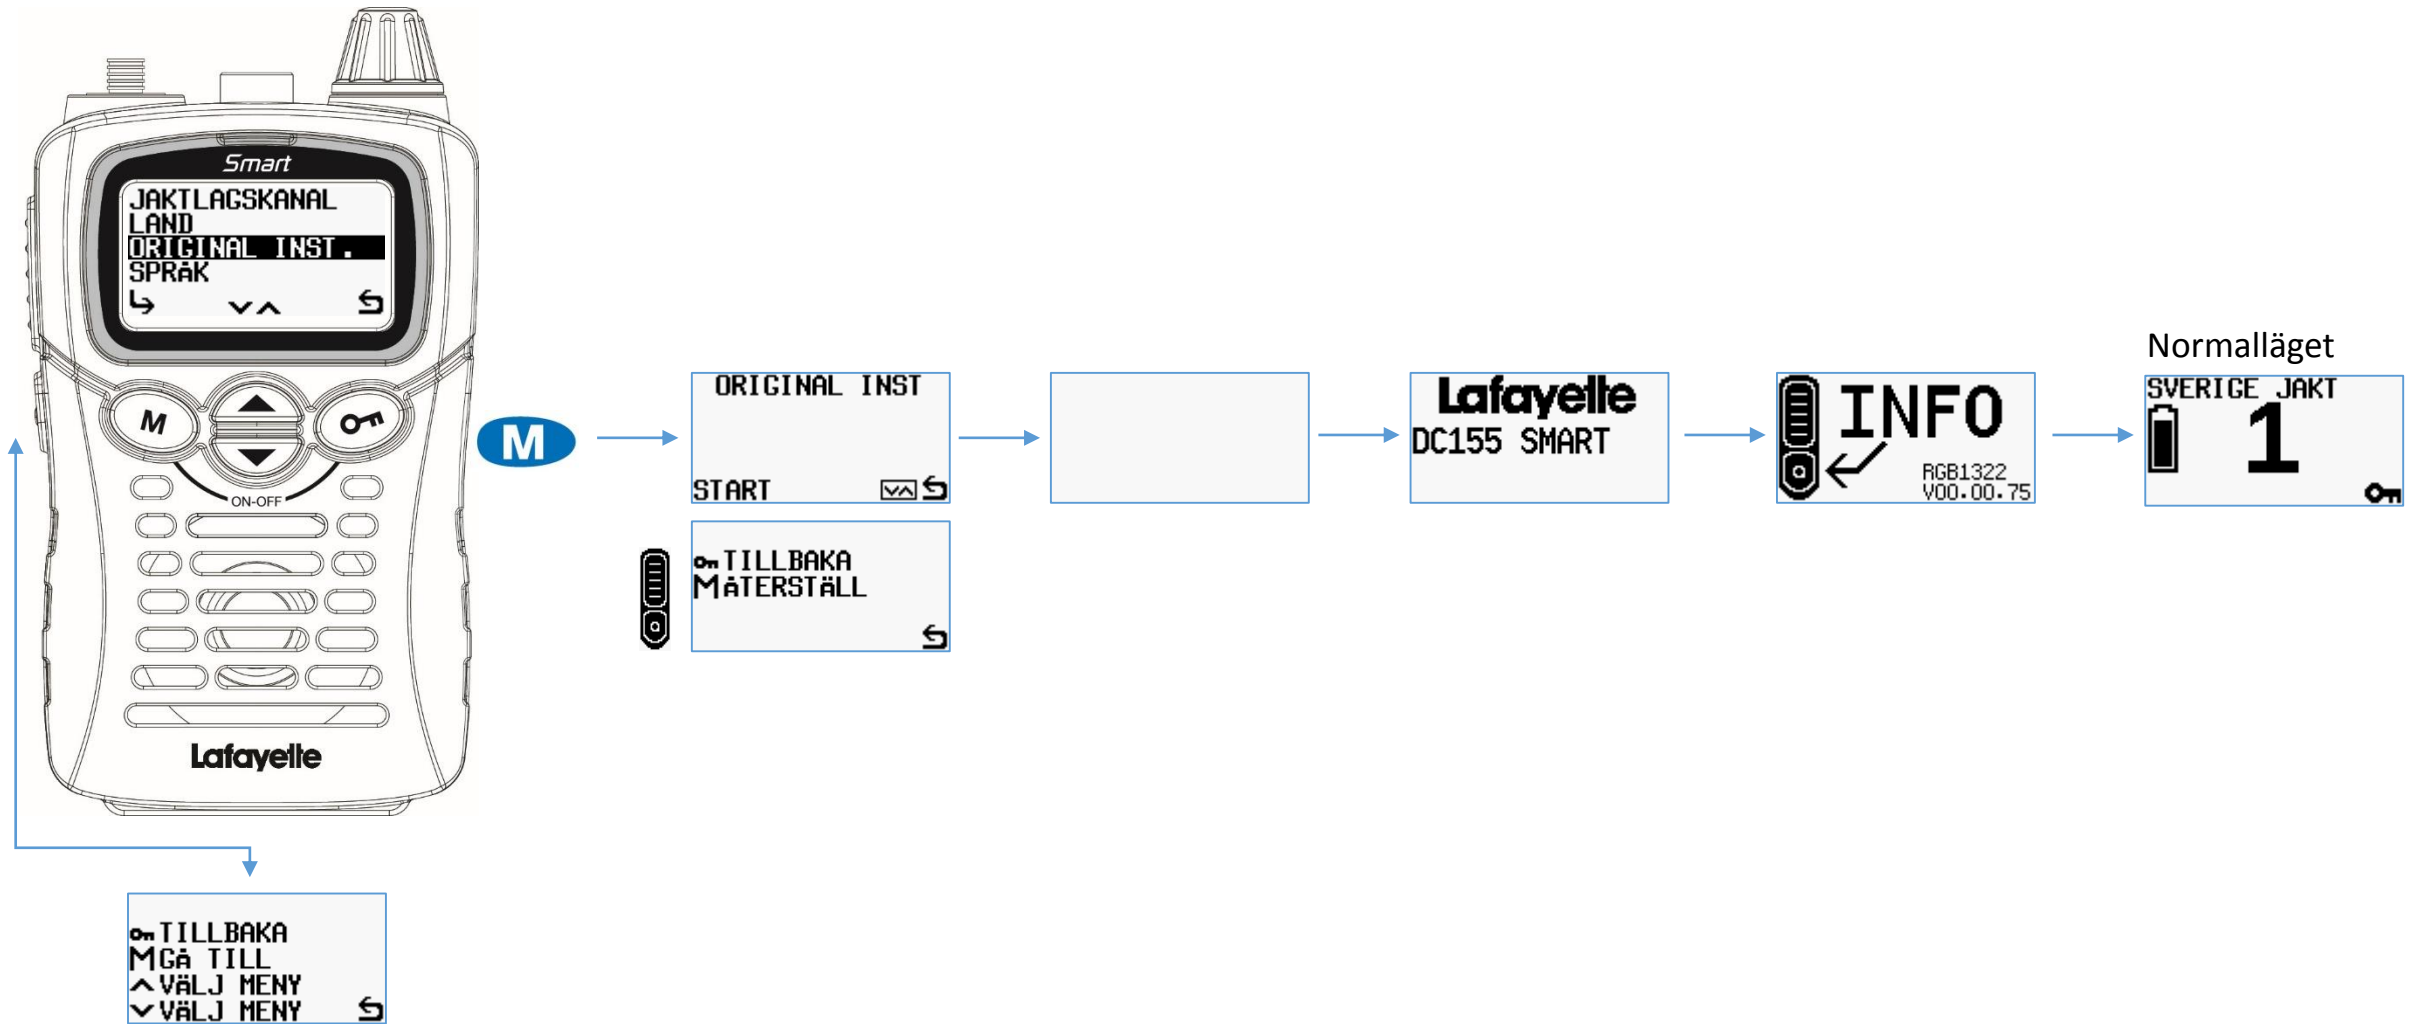 Smart
JAKTLAGSKANAL
LAND
ORIGINAL INST.
SPRÅK
M
ON-OFF
Lafayette
M
ORIGINAL INST
START
TILLBAKA
M ÅTERSTÄLL
Lafayette
DC155 SMART
INFO
RGB1322
V00.00.75
Normalläget
SVERIGE JAKT
1
TILLBAKA
M GÅ TILL
VÄLJ MENY
VÄLJ MENY